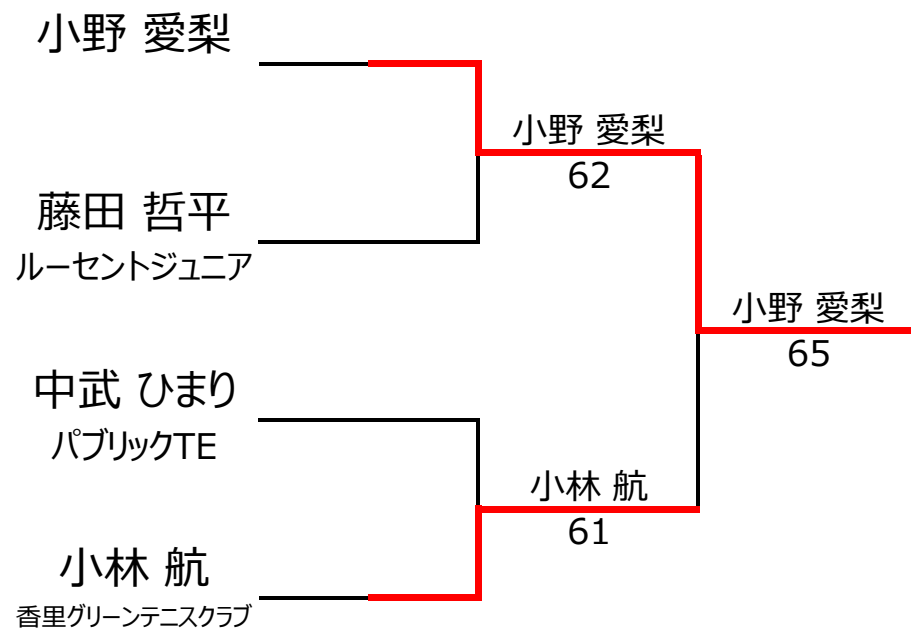 小野 愛梨
小野 愛梨
62
藤田 哲平
ルーセントジュニア
小野 愛梨
65
中武 ひまり
パブリックTE
小林 航
61
小林 航
香里グリーンテニスクラブ